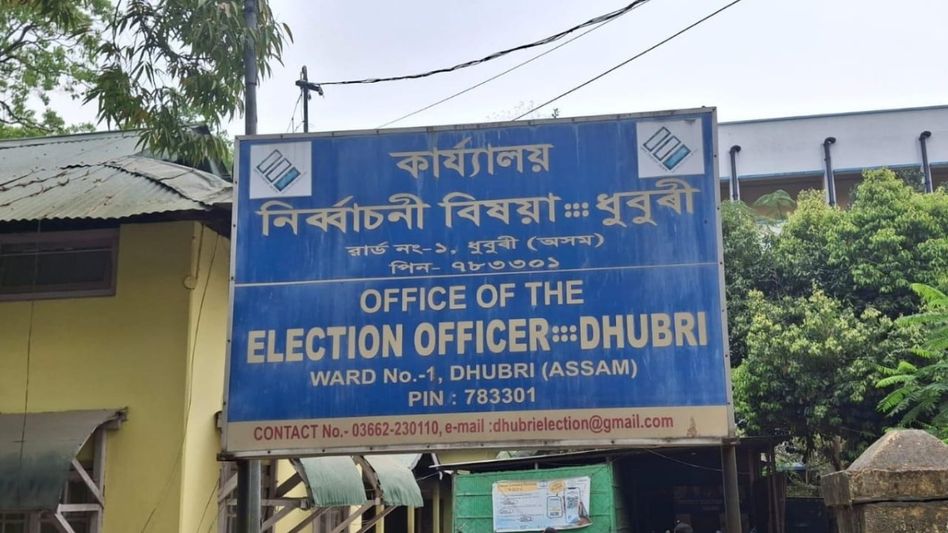 কাৰ্য্যালয়
নিৰ্ব্বাচনী বিষয়া:::ধুবুৰী
ৱাৰ্ড নং-১, ধুবুৰী (অসম)
পিন- ৭৮৩৩০১
OFFICE OF THE
ELECTION OFFICER:::DHUBRI
WARD No.-1, DHUBRI (ASSAM)
PIN : 783301
CONTACT No.- 03662-230110, e-mail :dhubrielection@gmail.com